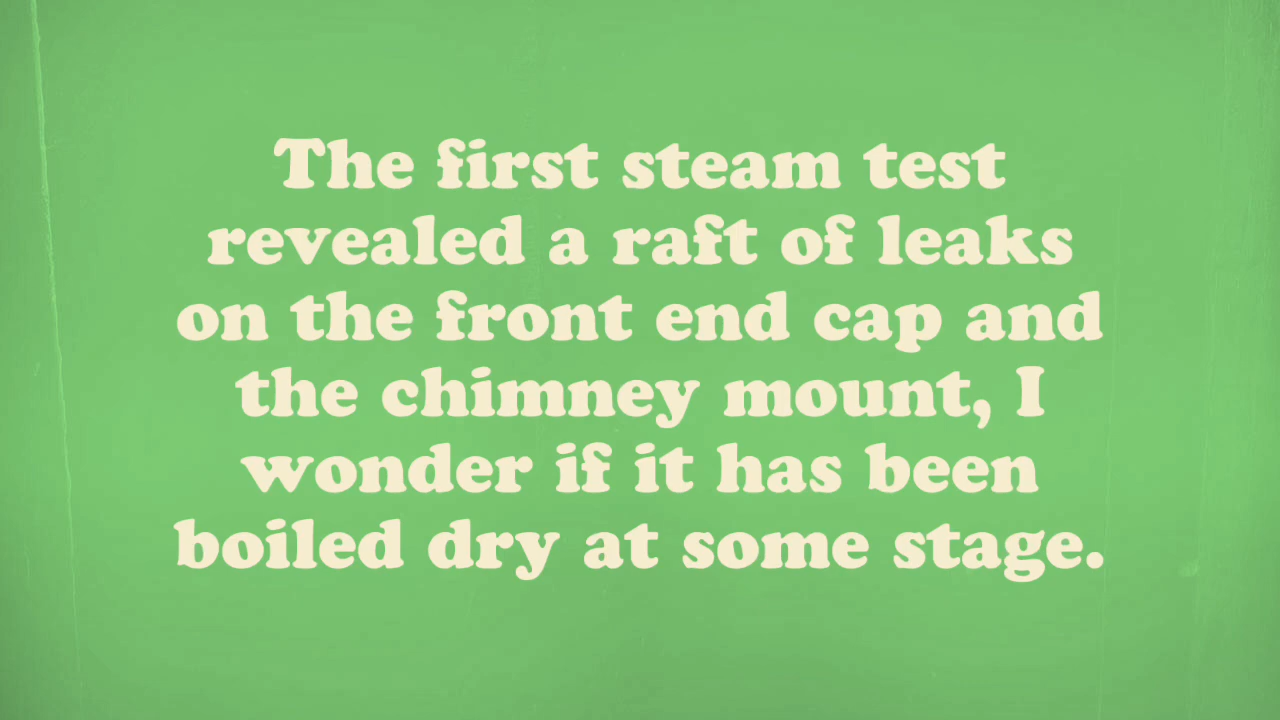 The first steam test
revealed a raft of leaks
on the front end cap and
the chimney mount, I
wonder if it has been
boiled dry at some stage.